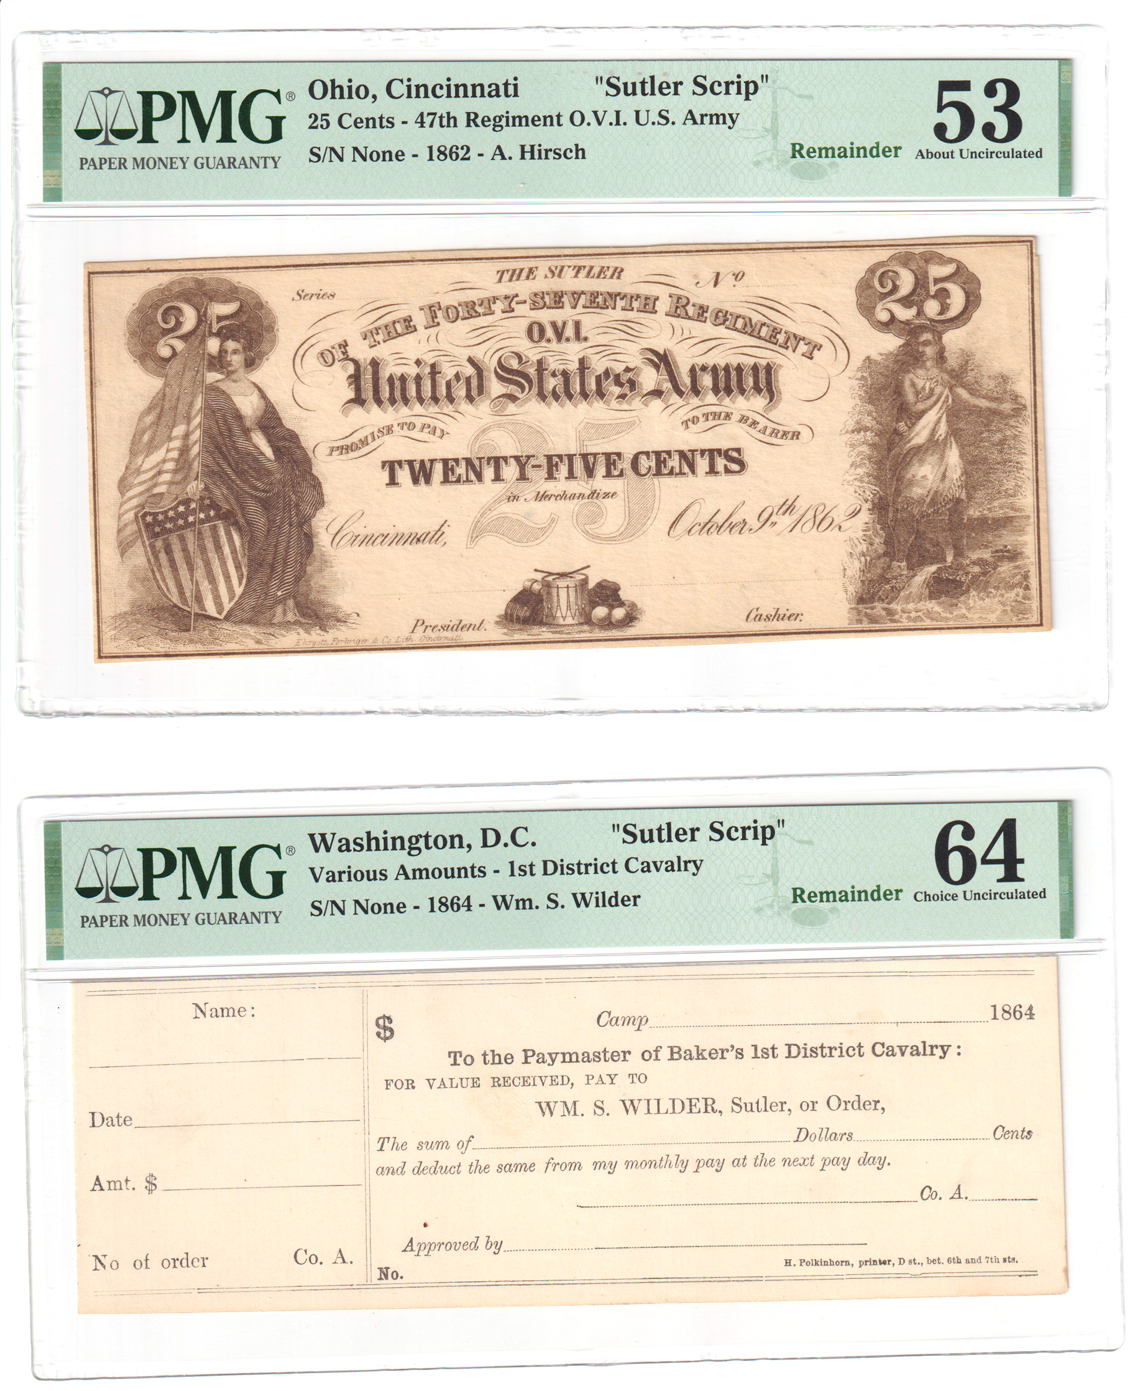 PMG®
PAPER MONEY GUARANTY
Ohio, Cincinnati "Sutler Scrip"
25 Cents - 47th Regiment O.V.I. U.S. Army
S/N None - 1862 - A. Hirsch
Remainder
53
About Uncirculated
25
25
Series
THE SUTLER
No
OF THE FORTY-SEVENTH REGIMENT
O.V.I.
United States Army
PROMISE TO PAY
TO THE BEARER
25
TWENTY-FIVE CENTS
in Merchandize
Cincinnati, October 9th 1862
President.
Cashier.
& Co. Lith. Cincinnati.
PMG®
PAPER MONEY GUARANTY
Washington, D.C. "Sutler Scrip"
Various Amounts - 1st District Cavalry
S/N None - 1864 - Wm. S. Wilder
Remainder
64
Choice Uncirculated
Name:
Date
Amt. $
No of order Co. A.
$
Camp 1864
To the Paymaster of Baker's 1st District Cavalry:
FOR VALUE RECEIVED, PAY TO
WM. S. WILDER, Sutler, or Order,
The sum of Dollars Cents
and deduct the same from my monthly pay at the next pay day.
Co. A.
Approved by
No.
H. Polkinhorn, printer, D st., bet. 6th and 7th sts.